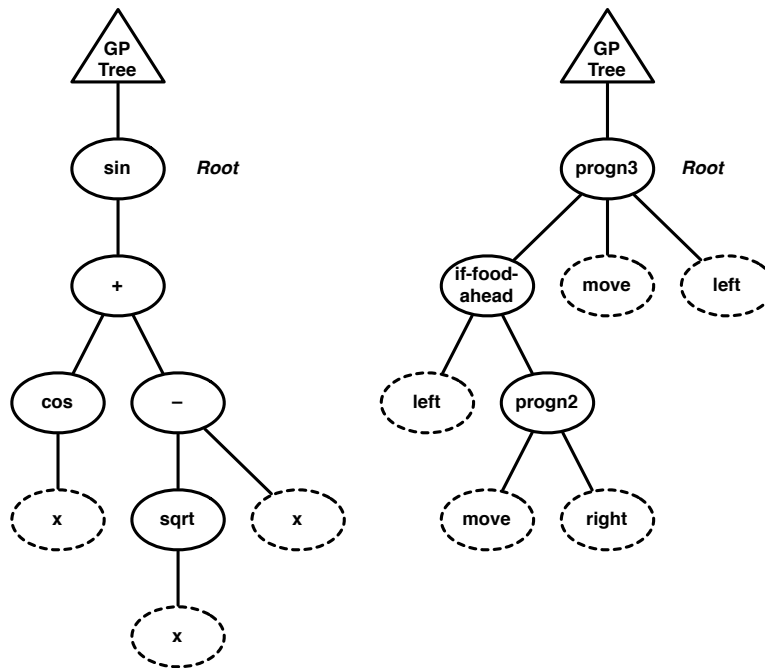 GP
Tree
sin
Root
+
cos
–
x
sqrt
x
x
GP
Tree
progn3
Root
if-food-
ahead
move
left
left
progn2
move
right